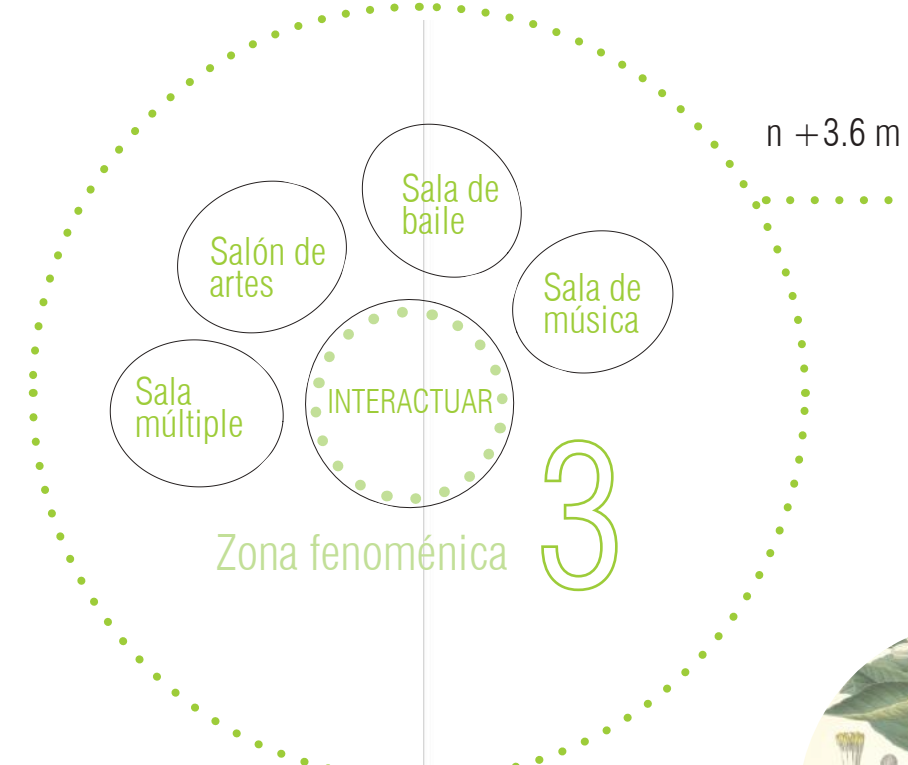 n +3.6 m
Sala de
baile
Salón de
artes
Sala de
música
Sala
múltiple
INTERACTUAR
3
Zona fenoménica